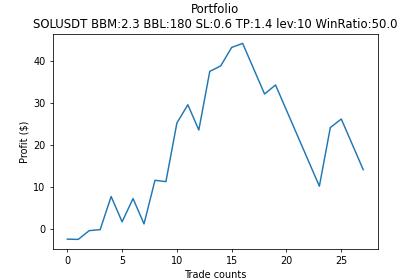 Portfolio
SOLUSDT BBM:2.3 BBL:180 SL:0.6 TP:1.4 lev:10 WinRatio:50.0
40
30
20
10
0
Profit ($)
0 5 10 15 20 25
Trade counts